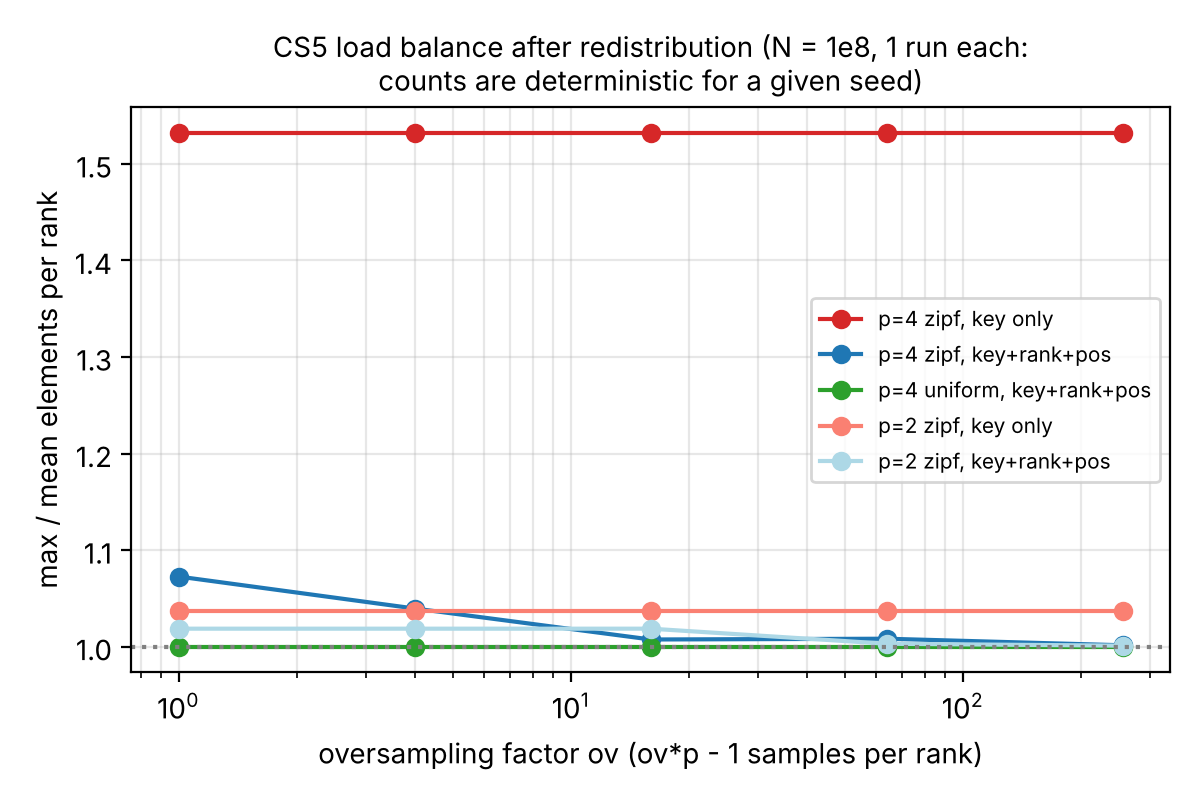 CS5 load balance after redistribution (N = 1e8, 1 run each:
counts are deterministic for a given seed)
max / mean elements per rank
1.5
1.4
1.3
1.2
1.1
1.0
p=4 zipf, key only
p=4 zipf, key+rank+pos
p=4 uniform, key+rank+pos
p=2 zipf, key only
p=2 zipf, key+rank+pos
10⁰
10¹
10²
oversampling factor ov (ov*p - 1 samples per rank)